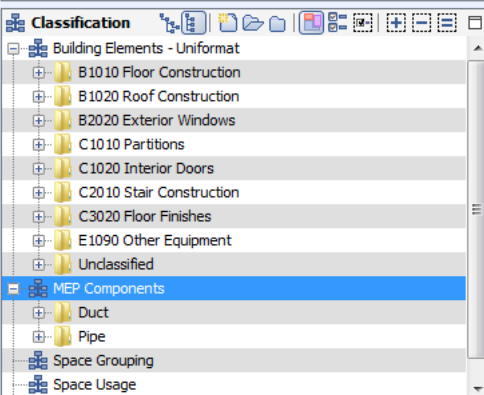 Classification
Building Elements - Uniformat
B1010 Floor Construction
B1020 Roof Construction
B2020 Exterior Windows
C1010 Partitions
C1020 Interior Doors
C2010 Stair Construction
C3020 Floor Finishes
E1090 Other Equipment
Unclassified
MEP Components
Duct
Pipe
Space Grouping
Space Usage